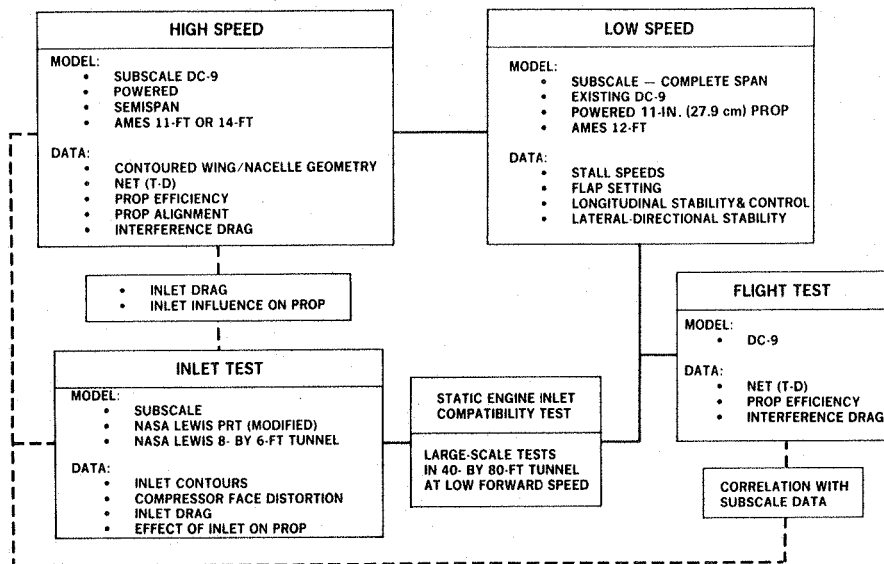 HIGH SPEED
MODEL:
• SUBSCALE DC-9
• POWERED
• SEMISPAN
• AMES 11-FT OR 14-FT
DATA:
• CONTOURED WING/NACELLE GEOMETRY
• NET (T-D)
• PROP EFFICIENCY
• PROP ALIGNMENT
• INTERFERENCE DRAG
LOW SPEED
MODEL:
• SUBSCALE — COMPLETE SPAN
• EXISTING DC-9
• POWERED 11-IN. (27.9 cm) PROP
• AMES 12-FT
DATA:
• STALL SPEEDS
• FLAP SETTING
• LONGITUDINAL STABILITY & CONTROL
• LATERAL-DIRECTIONAL STABILITY
• INLET DRAG
• INLET INFLUENCE ON PROP
FLIGHT TEST
MODEL:
• DC-9
DATA:
• NET (T-D)
• PROP EFFICIENCY
• INTERFERENCE DRAG
INLET TEST
MODEL:
• SUBSCALE
• NASA LEWIS PRT (MODIFIED)
• NASA LEWIS 8- BY 6-FT TUNNEL
DATA:
• INLET CONTOURS
• COMPRESSOR FACE DISTORTION
• INLET DRAG
• EFFECT OF INLET ON PROP
STATIC ENGINE INLET
COMPATIBILITY TEST
LARGE-SCALE TESTS
IN 40- BY 80-FT TUNNEL
AT LOW FORWARD SPEED
CORRELATION WITH
SUBSCALE DATA